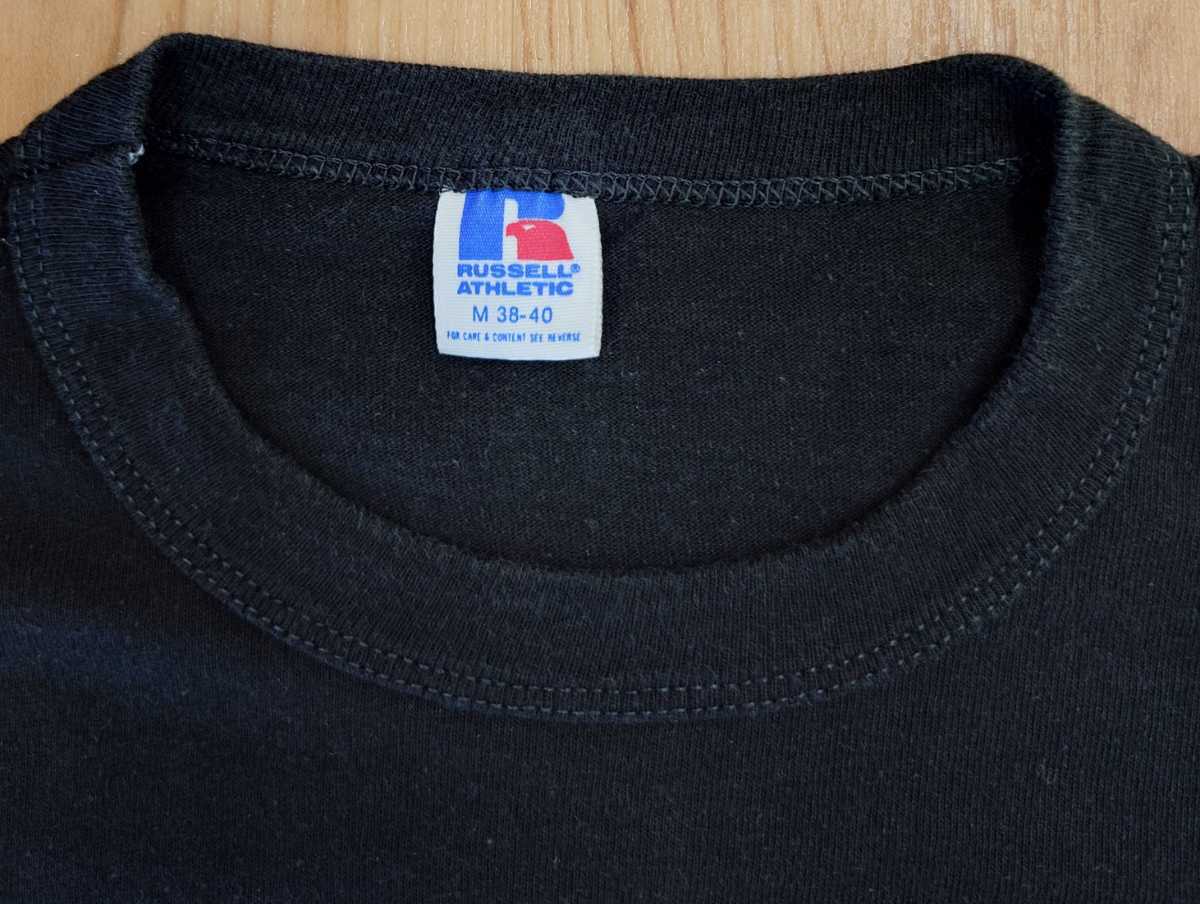 R
RUSSELL®
ATHLETIC
M 38-40
FOR CARE & CONTENT SEE REVERSE